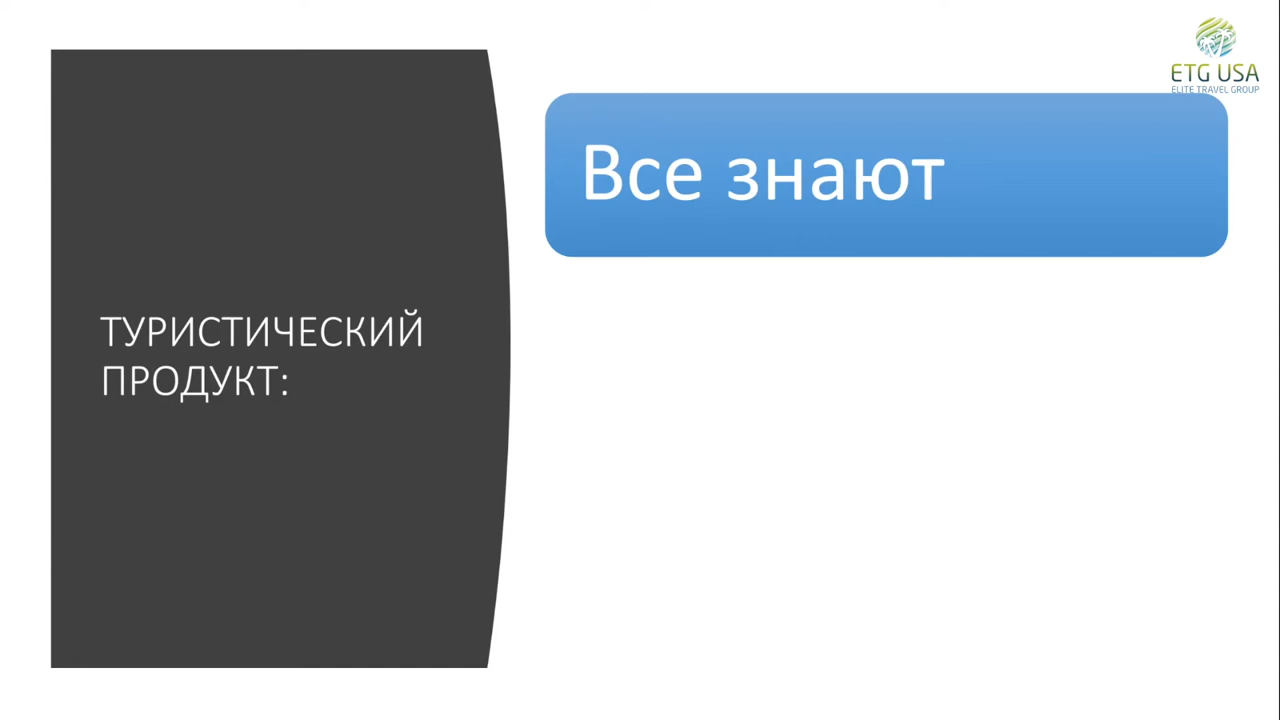 ETG USA
ELITE TRAVEL GROUP
Все знают
ТУРИСТИЧЕСКИЙ
ПРОДУКТ: